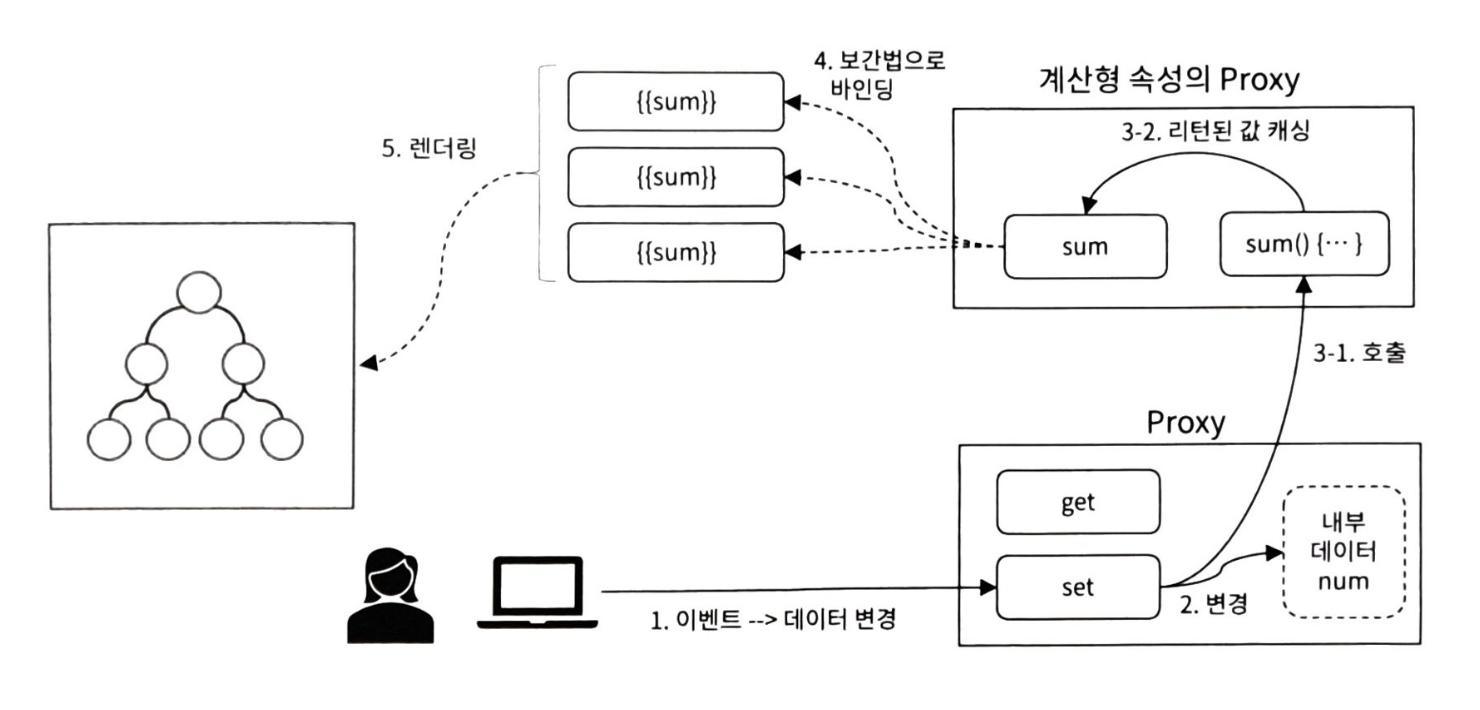 4. 보간법으로
바인딩
계산형 속성의 Proxy
{{sum}}
3-2. 리턴된 값 캐싱
5. 렌더링
{{sum}}
sum
sum() {⋯ }
{{sum}}
3-1. 호출
Proxy
get
내부
데이터
num
set
2. 변경
1. 이벤트 --> 데이터 변경